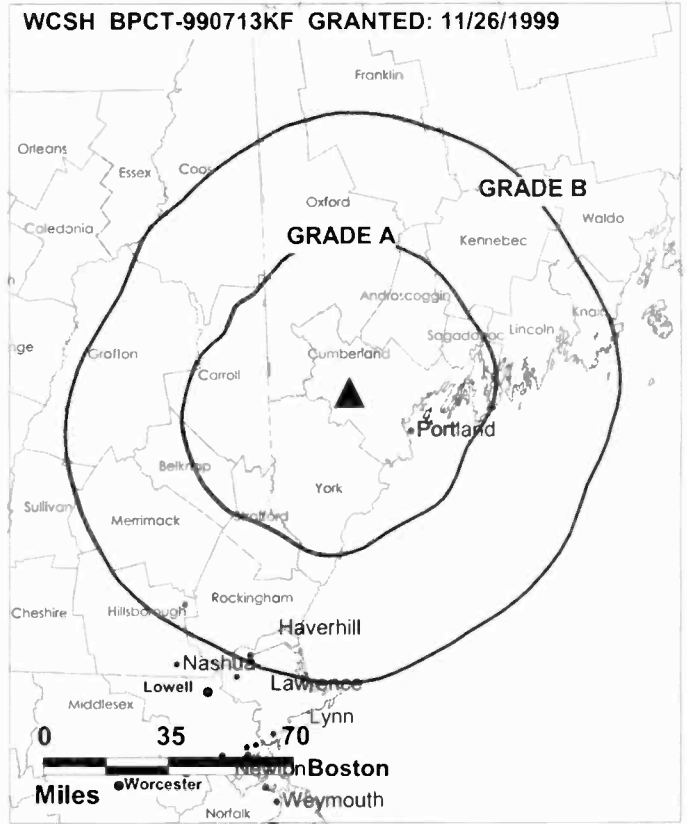 WCSH BPCT-990713KF GRANTED: 11/26/1999
Franklin
Orleans
Essex
Coos
GRADE B
Oxford
Waldo
Caledonia
GRADE A
Kennebec
Androscoggin
Knox
Lincoln
Sagadahoc
nge
Grafton
Cumberland
Carroll
Portland
Belknap
York
Sullivan
Merrimack
Strafford
Rockingham
Cheshire
Hillsborough
Haverhill
Nashua
Lawrence
Lowell
Middlesex
Lynn
0 35 70
Newton Boston
Miles
Worcester
Weymouth
Norfolk